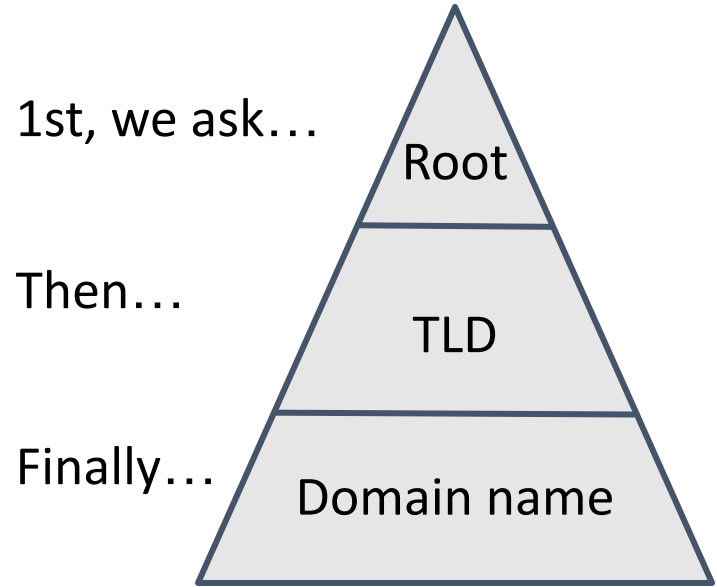 1st, we ask…
Root
Then…
TLD
Finally…
Domain name